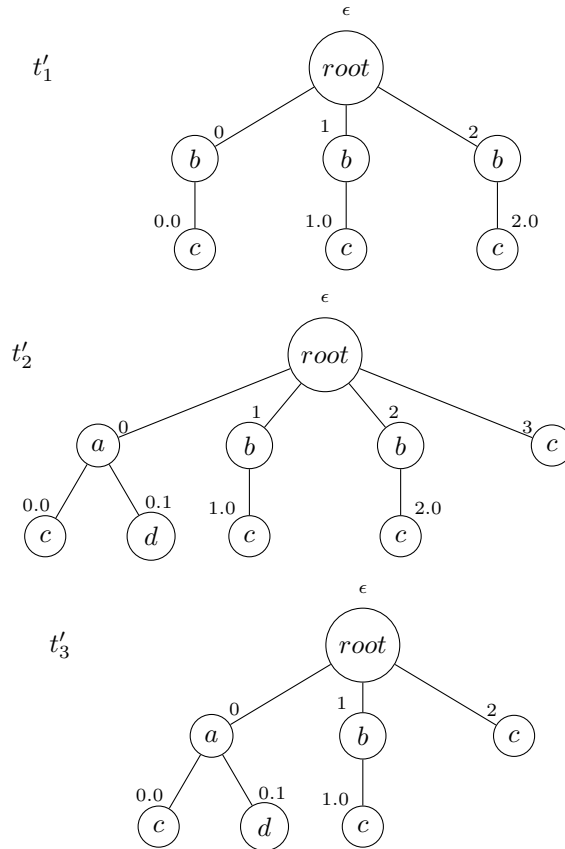 ϵ
t′₁ root
0 1 2
b b b
0.0 1.0 2.0
c c c
ϵ
t′₂ root
0 1 2 3
a b b c
0.0 0.1 1.0 2.0
c d c c
ϵ
t′₃ root
0 1 2
a b c
0.0 0.1 1.0
c d c